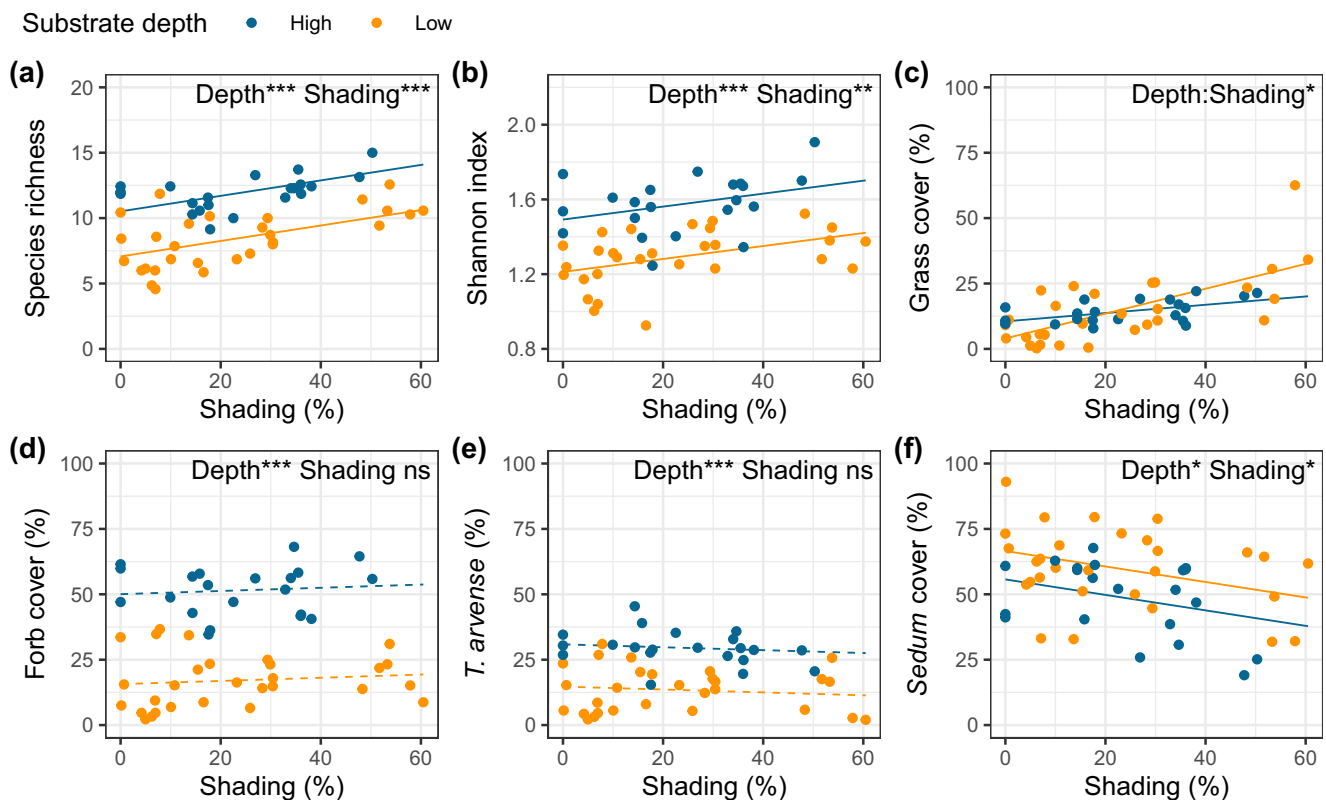 Substrate depth High Low
(a)
Species richness
20
15
10
5
0
Depth*** Shading***
0 20 40 60
Shading (%)
(b)
Shannon index
2.0
1.6
1.2
0.8
Depth*** Shading**
0 20 40 60
Shading (%)
(c)
Grass cover (%)
100
75
50
25
0
Depth:Shading*
0 20 40 60
Shading (%)
(d)
Forb cover (%)
100
75
50
25
0
Depth*** Shading ns
0 20 40 60
Shading (%)
(e)
T. arvense (%)
100
75
50
25
0
Depth*** Shading ns
0 20 40 60
Shading (%)
(f)
Sedum cover (%)
100
75
50
25
0
Depth* Shading*
0 20 40 60
Shading (%)